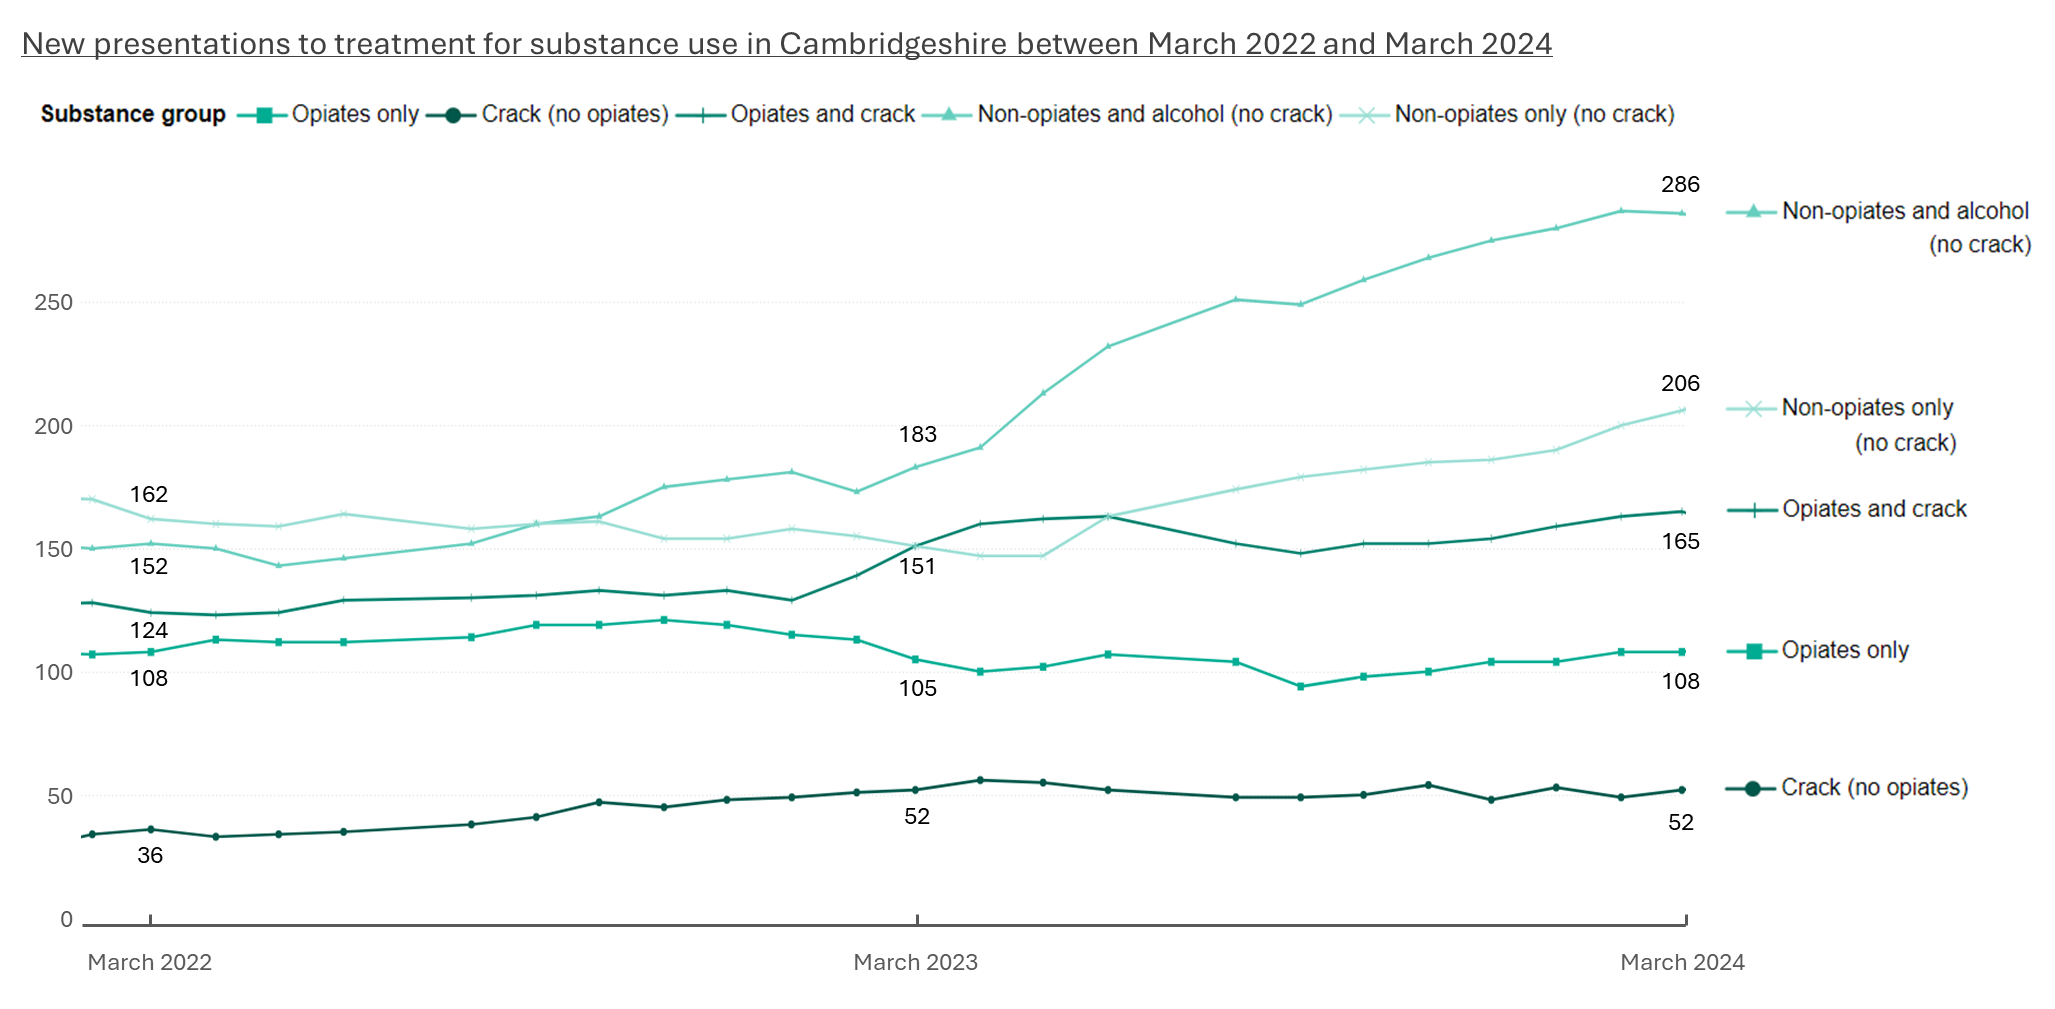 New presentations to treatment for substance use in Cambridgeshire between March 2022 and March 2024
Substance group Opiates only Crack (no opiates) Opiates and crack Non-opiates and alcohol (no crack) Non-opiates only (no crack)
286
Non-opiates and alcohol
(no crack)
250
206
Non-opiates only
(no crack)
200
183
162
Opiates and crack
165
150
152
151
124
Opiates only
100
108
105
108
50
Crack (no opiates)
52
52
36
0
March 2022
March 2023
March 2024